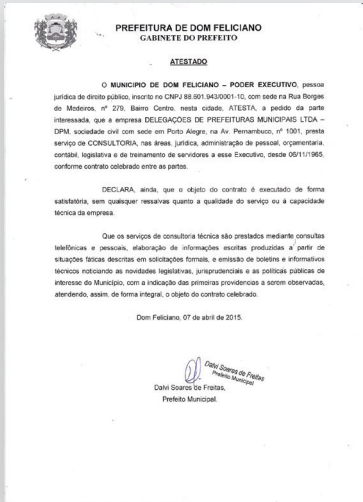 PREFEITURA DE DOM FELICIANO
GABINETE DO PREFEITO
ATESTADO
O MUNICIPIO DE DOM FELICIANO – PODER EXECUTIVO, pessoa
jurídica de direito público, inscrito no CNPJ 88.601.943/0001-10, com sede na Rua Borges
de Medeiros, nº 279, Bairro Centro, nesta cidade, ATESTA, a pedido da parte
interessada, que a empresa DELEGAÇÕES DE PREFEITURAS MUNICIPAIS LTDA –
DPM, sociedade civil com sede em Porto Alegre, na Av. Pernambuco, nº 1001, presta
serviço de CONSULTORIA, nas áreas, jurídica, administração de pessoal, orçamentaria,
contábil, legislativa e de treinamento de servidores a esse Executivo, desde 06/11/1965,
conforme contrato celebrado entre as partes.
DECLARA, ainda, que o objeto do contrato é executado de forma
satisfatória, sem quaisquer ressalvas quanto a qualidade do serviço ou à capacidade
técnica da empresa.
Que os serviços de consultoria técnica são prestados mediante consultas
telefônicas e pessoais, elaboração de informações escritas produzidas a partir de
situações fáticas descritas em solicitações formais, e emissão de boletins e informativos
técnicos noticiando as novidades legislativas, jurisprudenciais e as políticas públicas de
interesse do Município, com a indicação das primeiras providencias a serem observadas,
atendendo, assim, de forma integral, o objeto do contrato celebrado.
Dom Feliciano, 07 de abril de 2015.
Dalvi Soares de Freitas
Prefeito Municipal
Dalvi Soares de Freitas,
Prefeito Municipal.